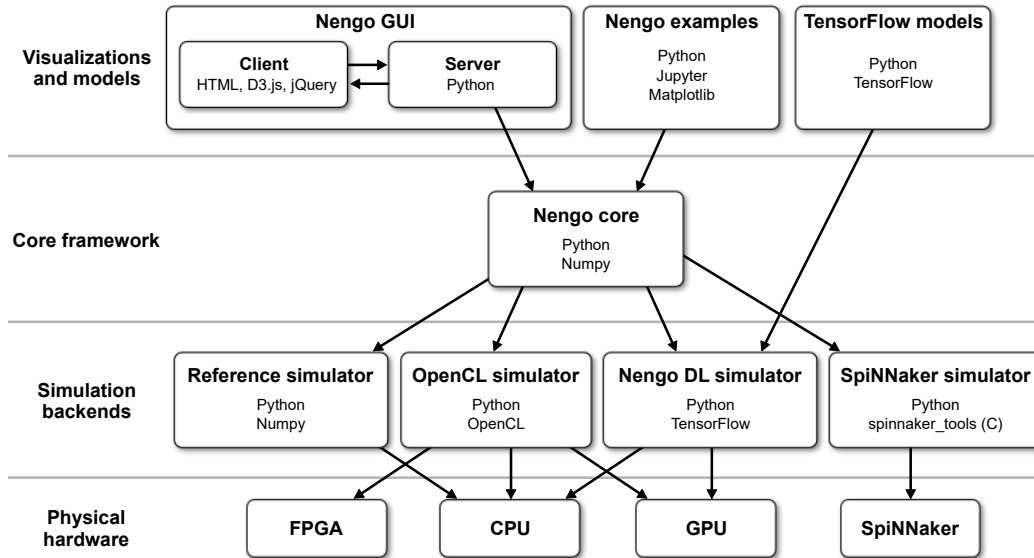 Visualizations
and models
Nengo GUI
Client
HTML, D3.js, jQuery
Server
Python
Nengo examples
Python
Jupyter
Matplotlib
TensorFlow models
Python
TensorFlow
Core framework
Nengo core
Python
Numpy
Simulation
backends
Reference simulator
Python
Numpy
OpenCL simulator
Python
OpenCL
Nengo DL simulator
Python
TensorFlow
SpiNNaker simulator
Python
spinnaker_tools (C)
Physical
hardware
FPGA
CPU
GPU
SpiNNaker